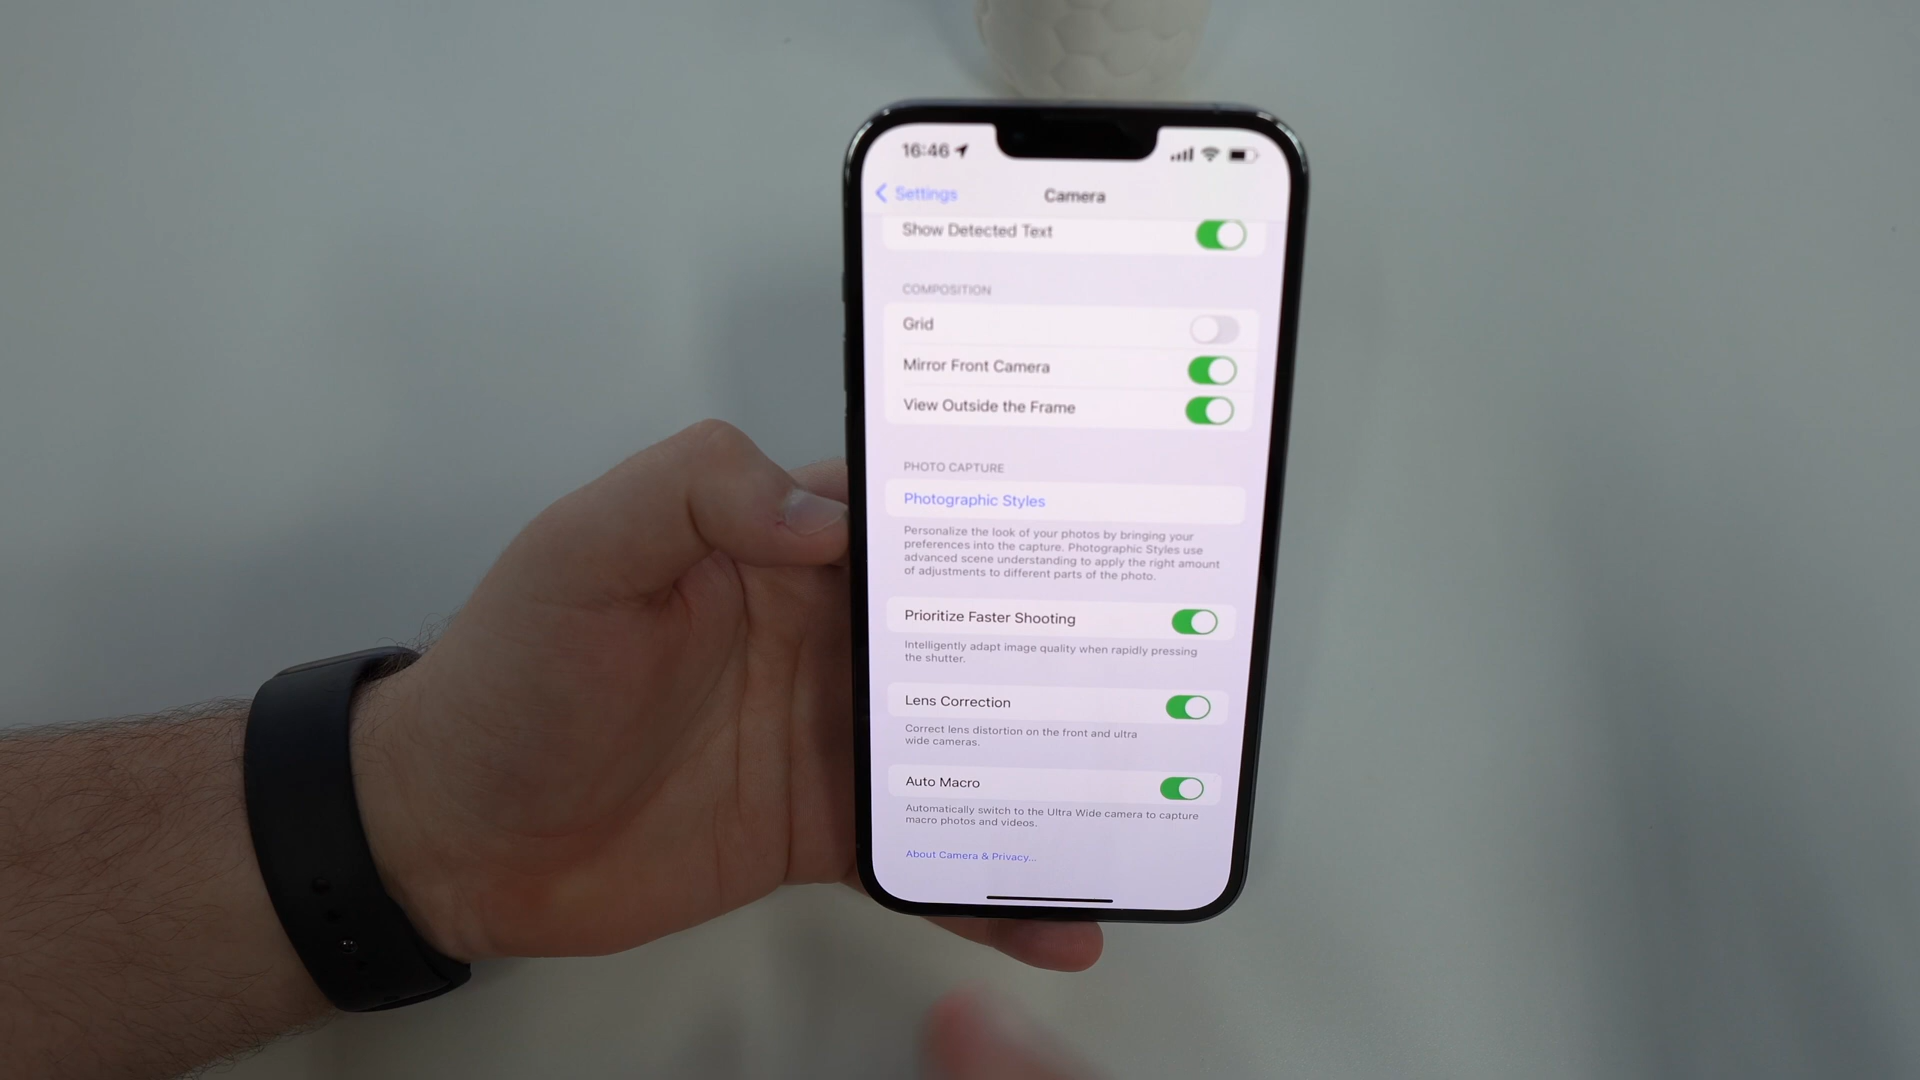 16:46
Settings
Camera
Show Detected Text
COMPOSITION
Grid
Mirror Front Camera
View Outside the Frame
PHOTO CAPTURE
Photographic Styles
Personalize the look of your photos by bringing your
preferences into the capture. Photographic Styles use
advanced scene understanding to apply the right amount
of adjustments to different parts of the photo.
Prioritize Faster Shooting
Intelligently adapt image quality when rapidly pressing
the shutter.
Lens Correction
Correct lens distortion on the front and ultra
wide cameras.
Auto Macro
Automatically switch to the Ultra Wide camera to capture
macro photos and videos.
About Camera & Privacy...